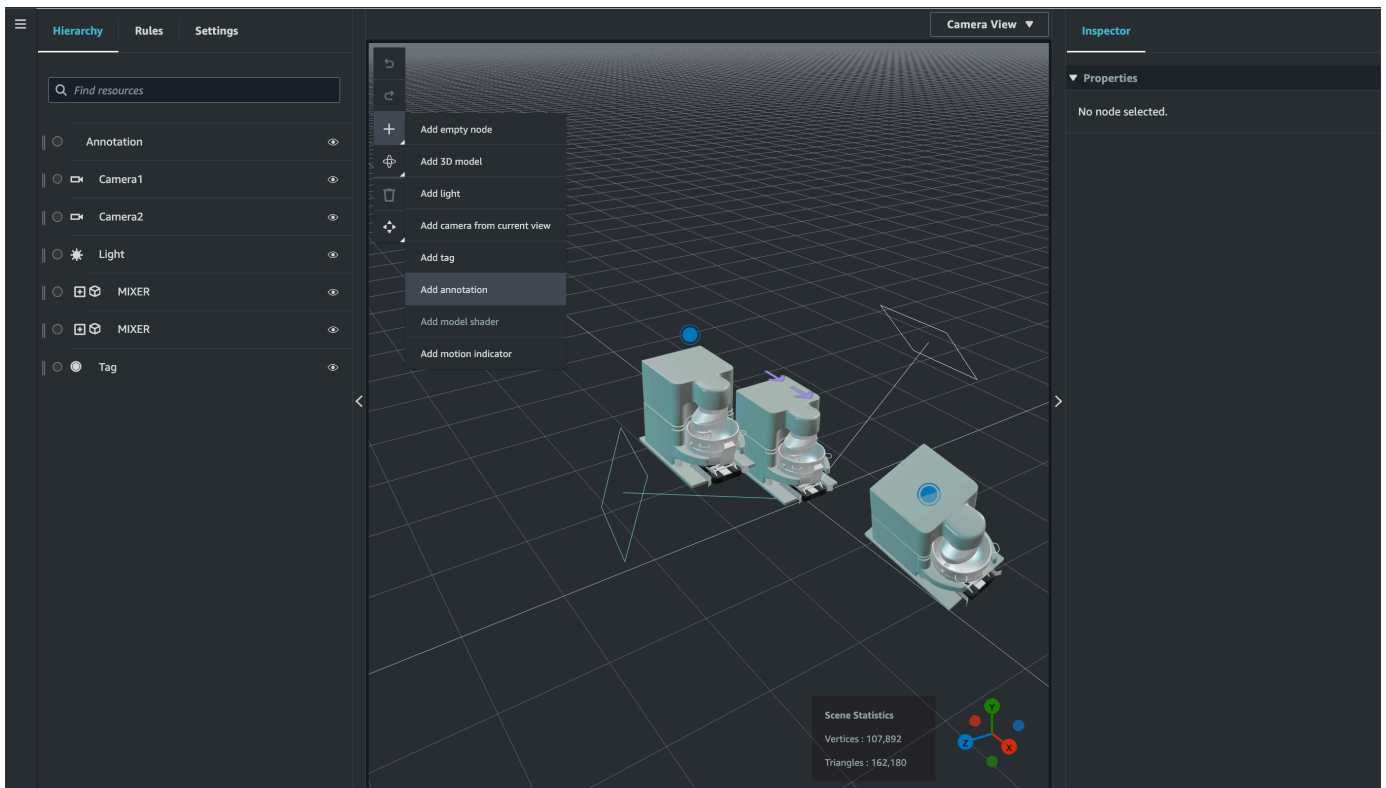 Hierarchy Rules Settings
Find resources
Annotation
Camera1
Camera2
Light
MIXER
MIXER
Tag
Camera View
Add empty node
Add 3D model
Add light
Add camera from current view
Add tag
Add annotation
Add model shader
Add motion indicator
Scene Statistics
Vertices : 107,892
Triangles : 162,180
Y
Z
X
Inspector
Properties
No node selected.